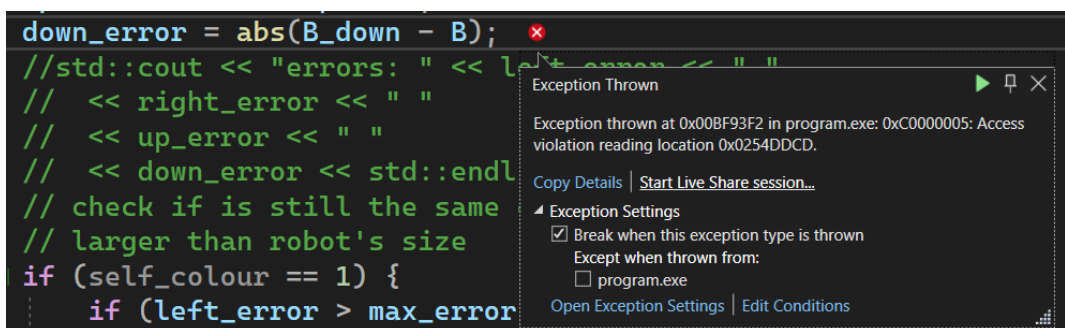 down_error = abs(B_down - B);
//std::cout << "errors: " <<
//  << right_error << " "
//  << up_error << " "
//  << down_error << std::endl
// check if is still the same
// larger than robot's size
if (self_colour == 1) {
if (left_error > max_error
Exception Thrown
Exception thrown at 0x00BF93F2 in program.exe: 0xC0000005: Access
violation reading location 0x0254DDCD.
Copy Details | Start Live Share session...
Exception Settings
Break when this exception type is thrown
Except when thrown from:
program.exe
Open Exception Settings | Edit Conditions